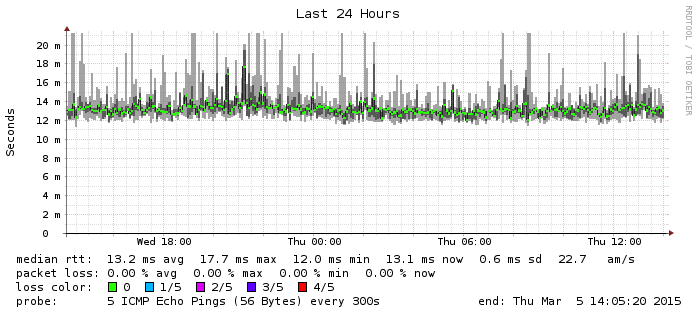 Last 24 Hours
RRDTOOL / TOBI OETIKER
Seconds
20 m
18 m
16 m
14 m
12 m
10 m
8 m
6 m
4 m
2 m
0
Wed 18:00 Thu 00:00 Thu 06:00 Thu 12:00
median rtt: 13.2 ms avg 17.7 ms max 12.0 ms min 13.1 ms now 0.6 ms sd 22.7 am/s
packet loss: 0.00 % avg 0.00 % max 0.00 % min 0.00 % now
loss color: 0 1/5 2/5 3/5 4/5
probe: 5 ICMP Echo Pings (56 Bytes) every 300s end: Thu Mar 5 14:05:20 2015